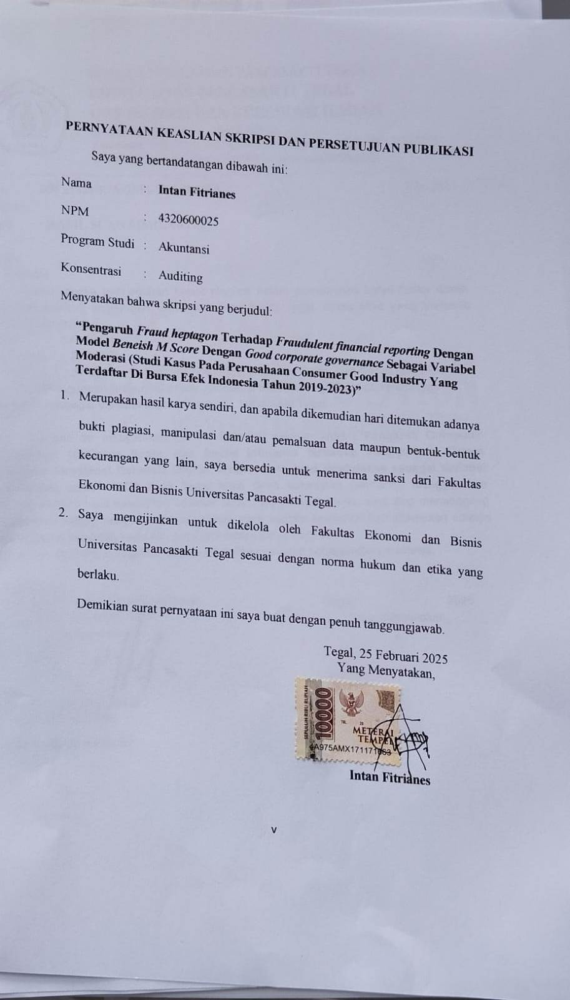 PERNYATAAN KEASLIAN SKRIPSI DAN PERSETUJUAN PUBLIKASI
Saya yang bertandatangan dibawah ini:
Nama : Intan Fitrianes
NPM : 4320600025
Program Studi : Akuntansi
Konsentrasi : Auditing
Menyatakan bahwa skripsi yang berjudul:
“Pengaruh Fraud heptagon Terhadap Fraudulent financial reporting Dengan
Model Beneish M Score Dengan Good corporate governance Sebagai Variabel
Moderasi (Studi Kasus Pada Perusahaan Consumer Good Industry Yang
Terdaftar Di Bursa Efek Indonesia Tahun 2019-2023)”
1. Merupakan hasil karya sendiri, dan apabila dikemudian hari ditemukan adanya
bukti plagiasi, manipulasi dan/atau pemalsuan data maupun bentuk-bentuk
kecurangan yang lain, saya bersedia untuk menerima sanksi dari Fakultas
Ekonomi dan Bisnis Universitas Pancasakti Tegal.
2. Saya mengijinkan untuk dikelola oleh Fakultas Ekonomi dan Bisnis
Universitas Pancasakti Tegal sesuai dengan norma hukum dan etika yang
berlaku.
Demikian surat pernyataan ini saya buat dengan penuh tanggungjawab.
Tegal, 25 Februari 2025
Yang Menyatakan,
SEPULUH RIBU RUPIAH
10000
TGL. 20
METERAI
TEMPEL
Intan Fitrianes
v